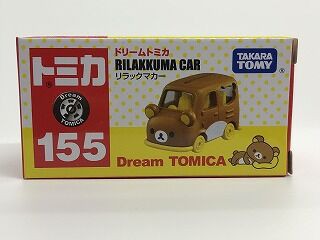 トミカ
Dream
TOMICA
155
ドリームトミカ
RILAKKUMA CAR
リラックマカー
TAKARA
TOMY
Dream TOMICA